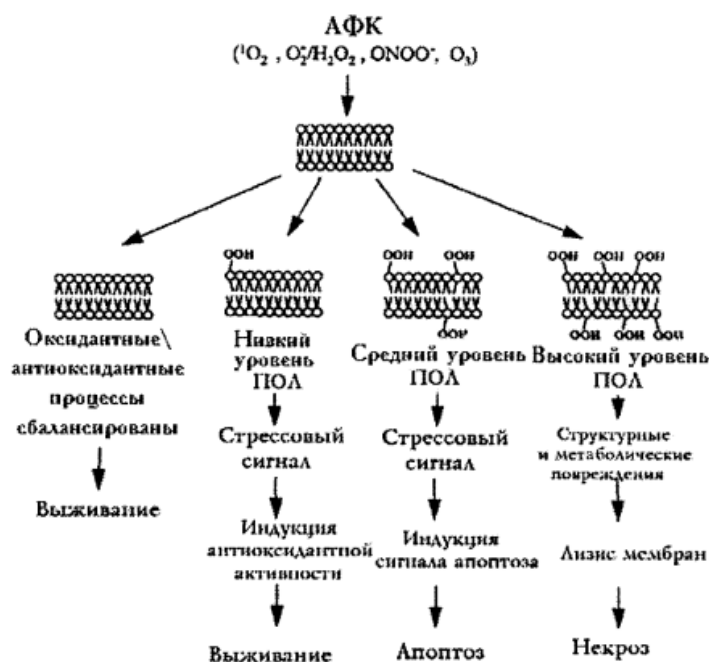 АФК
(¹O₂ , O₂⁻/H₂O₂ , ONOO⁻, O₃)
OOH
OOH
OOH
OOH
OOH
OOH
OOH
OOH
OOH
OOH
Оксидантные\
антиоксидантные
процессы
сбалансированы
Выживание
Низкий
уровень
ПОЛ
Стрессовый
сигнал
Индукция
антиоксидантной
активности
Выживание
Средний уровень
ПОЛ
Стрессовый
сигнал
Индукция
сигнала апоптоза
Апоптоз
Высокий уровень
ПОЛ
Структурные
и метаболические
повреждения
Лизис мембран
Некроз